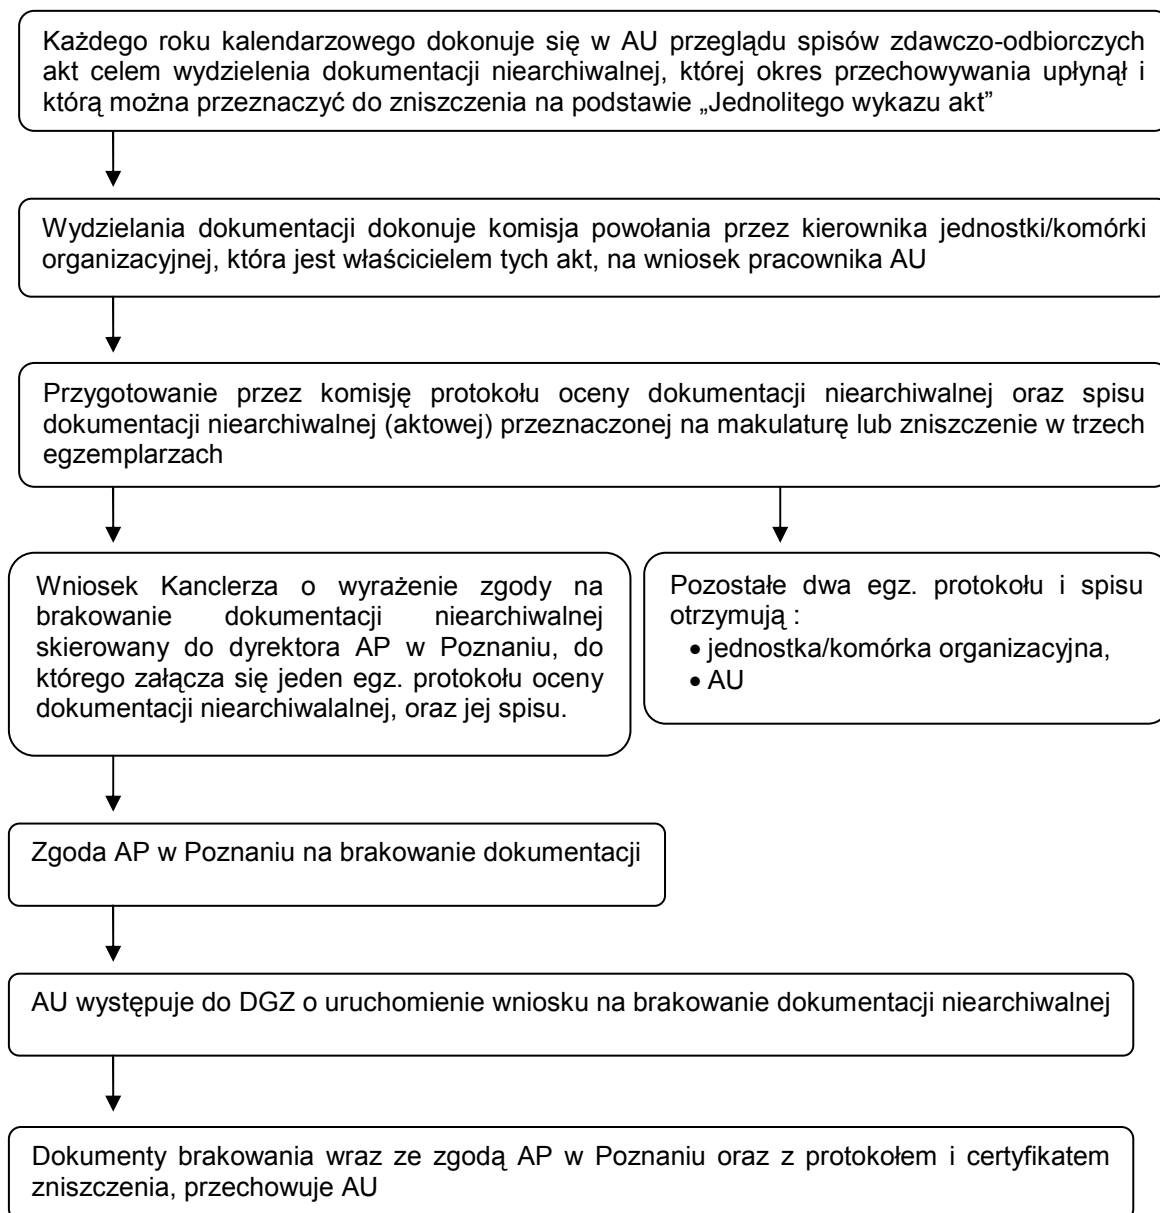 Każdego roku kalendarzowego dokonuje się w AU przeglądu spisów zdawczo-odbiorczych
akt celem wydzielenia dokumentacji niearchiwalnej, której okres przechowywania upłynął i
którą można przeznaczyć do zniszczenia na podstawie „Jednolitego wykazu akt”
Wydzielania dokumentacji dokonuje komisja powołania przez kierownika jednostki/komórki
organizacyjnej, która jest właścicielem tych akt, na wniosek pracownika AU
Przygotowanie przez komisję protokołu oceny dokumentacji niearchiwalnej oraz spisu
dokumentacji niearchiwalnej (aktowej) przeznaczonej na makulaturę lub zniszczenie w trzech
egzemplarzach
Wniosek Kanclerza o wyrażenie zgody na
brakowanie dokumentacji niearchiwalnej
skierowany do dyrektora AP w Poznaniu, do
którego załącza się jeden egz. protokołu oceny
dokumentacji niearchiwalalnej, oraz jej spisu.
Pozostałe dwa egz. protokołu i spisu
otrzymują :
• jednostka/komórka organizacyjna,
• AU
Zgoda AP w Poznaniu na brakowanie dokumentacji
AU występuje do DGZ o uruchomienie wniosku na brakowanie dokumentacji niearchiwalnej
Dokumenty brakowania wraz ze zgodą AP w Poznaniu oraz z protokołem i certyfikatem
zniszczenia, przechowuje AU